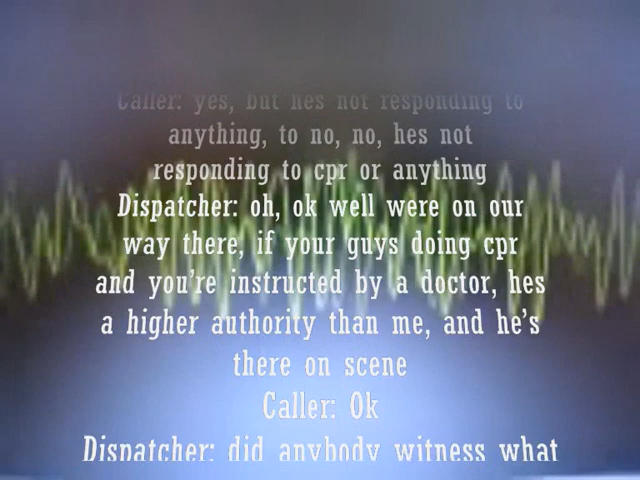 Caller: yes, but hes not responding to
anything, to no, no, hes not
responding to cpr or anything
Dispatcher: oh, ok well were on our
way there, if your guys doing cpr
and you're instructed by a doctor, hes
a higher authority than me, and he's
there on scene
Caller: Ok
Dispatcher: did anybody witness what